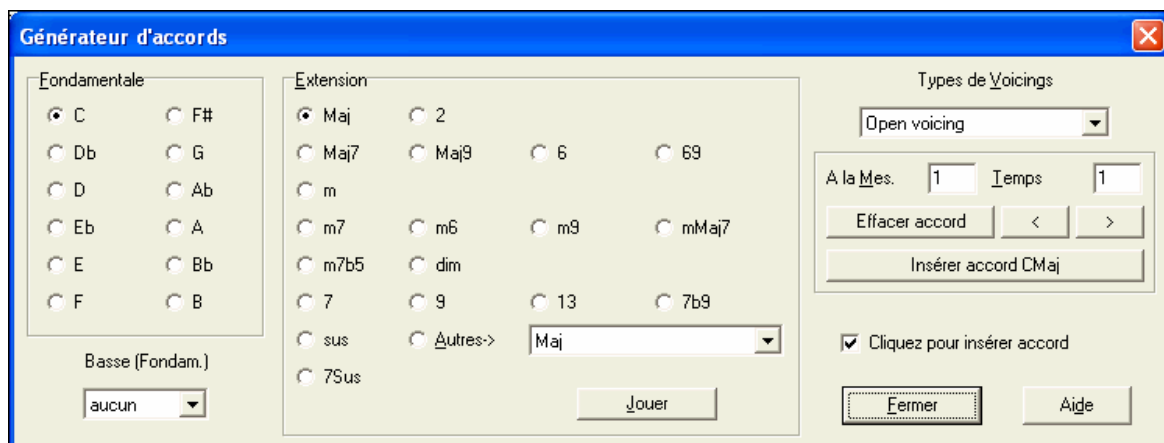 Générateur d'accords
Fondamentale
C F#
Db G
D Ab
Eb A
E Bb
F B
Basse (Fondam.)
aucun
Extension
Maj 2
Maj7 Maj9 6 69
m
m7 m6 m9 mMaj7
m7b5 dim
7 9 13 7b9
sus Autres-> Maj
7Sus
Jouer
Types de Voicings
Open voicing
A la Mes. 1 Temps 1
Effacer accord < >
Insérer accord CMaj
Cliquez pour insérer accord
Fermer Aide